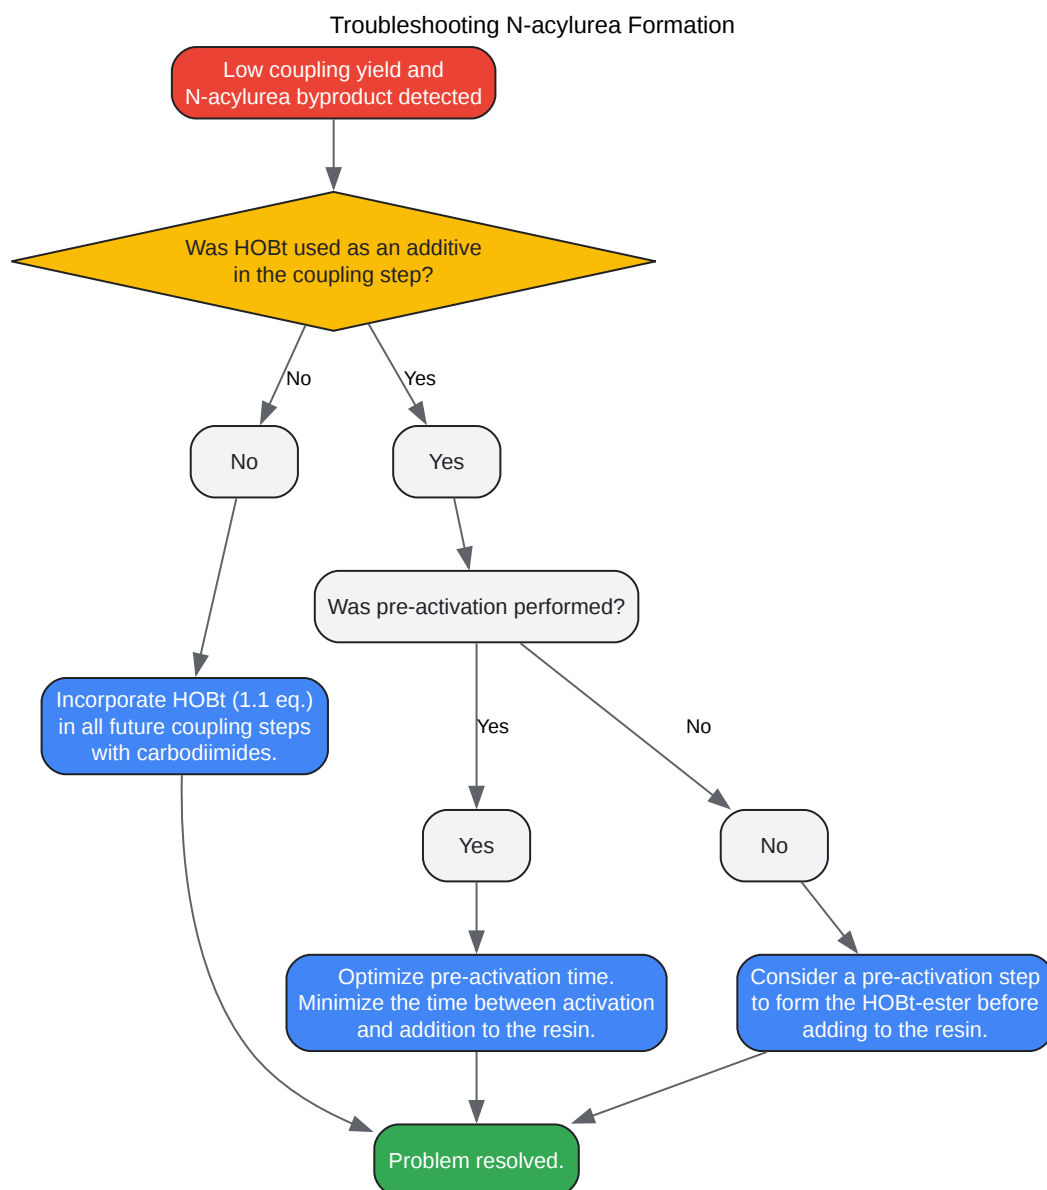 Troubleshooting N-acylurea Formation
Low coupling yield and
N-acylurea byproduct detected
Was HOBt used as an additive
in the coupling step?
No
Yes
No
Yes
Was pre-activation performed?
Incorporate HOBt (1.1 eq.)
in all future coupling steps
with carbodiimides.
Yes
No
Yes
No
Optimize pre-activation time.
Minimize the time between activation
and addition to the resin.
Consider a pre-activation step
to form the HOBt-ester before
adding to the resin.
Problem resolved.